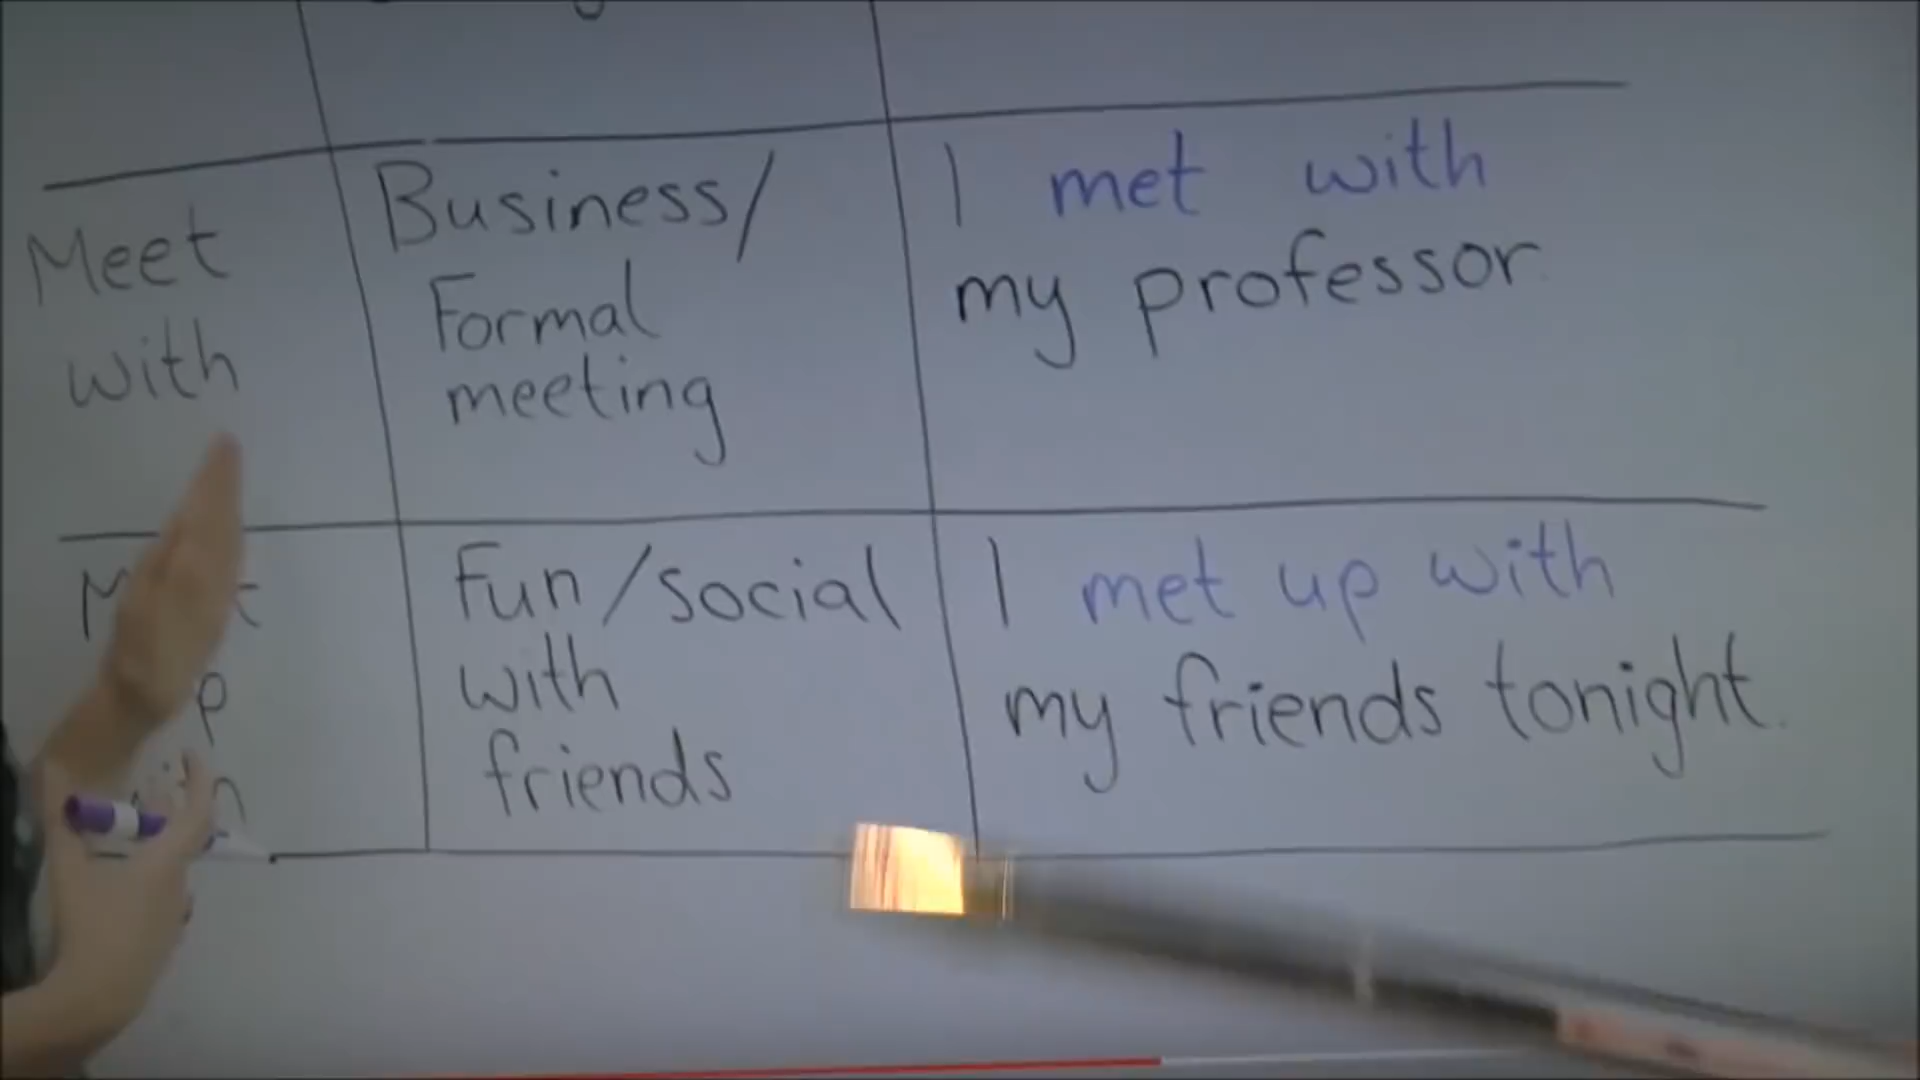 Meet
with
Business/
Formal
meeting
I met with
my professor
Fun/social
with
friends
I met up with
my friends tonight.